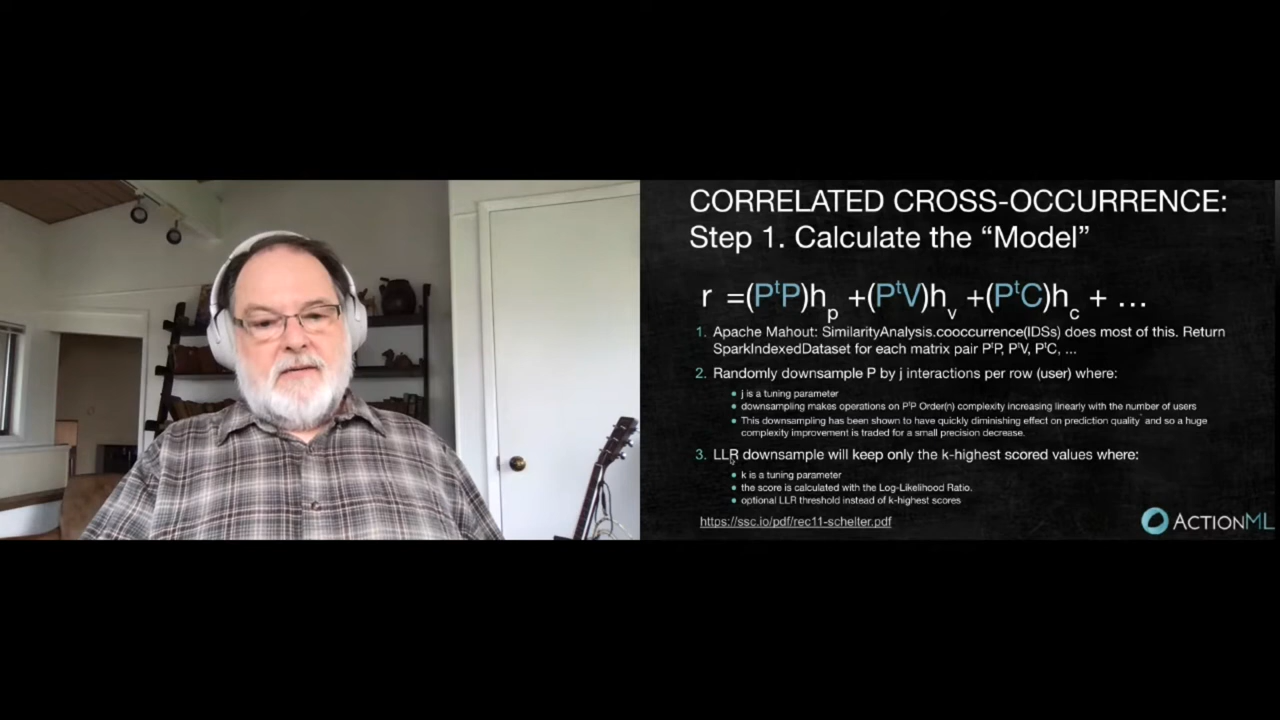 CORRELATED CROSS-OCCURRENCE:
Step 1. Calculate the “Model”
r =(PᵗP)hₚ +(PᵗV)hᵥ +(PᵗC)h_c + …
1. Apache Mahout: SimilarityAnalysis.cooccurrence(IDSs) does most of this. Return
SparkIndexedDataset for each matrix pair PᵗP, PᵗV, PᵗC, ...
2. Randomly downsample P by j interactions per row (user) where:
• j is a tuning parameter
• downsampling makes operations on PᵗP Order(n) complexity increasing linearly with the number of users
• This downsampling has been shown to have quickly diminishing effect on prediction quality* and so a huge
complexity improvement is traded for a small precision decrease.
3. LLR downsample will keep only the k-highest scored values where:
• k is a tuning parameter
• the score is calculated with the Log-Likelihood Ratio.
• optional LLR threshold instead of k-highest scores
https://ssc.io/pdf/rec11-schelter.pdf
ACTIONML